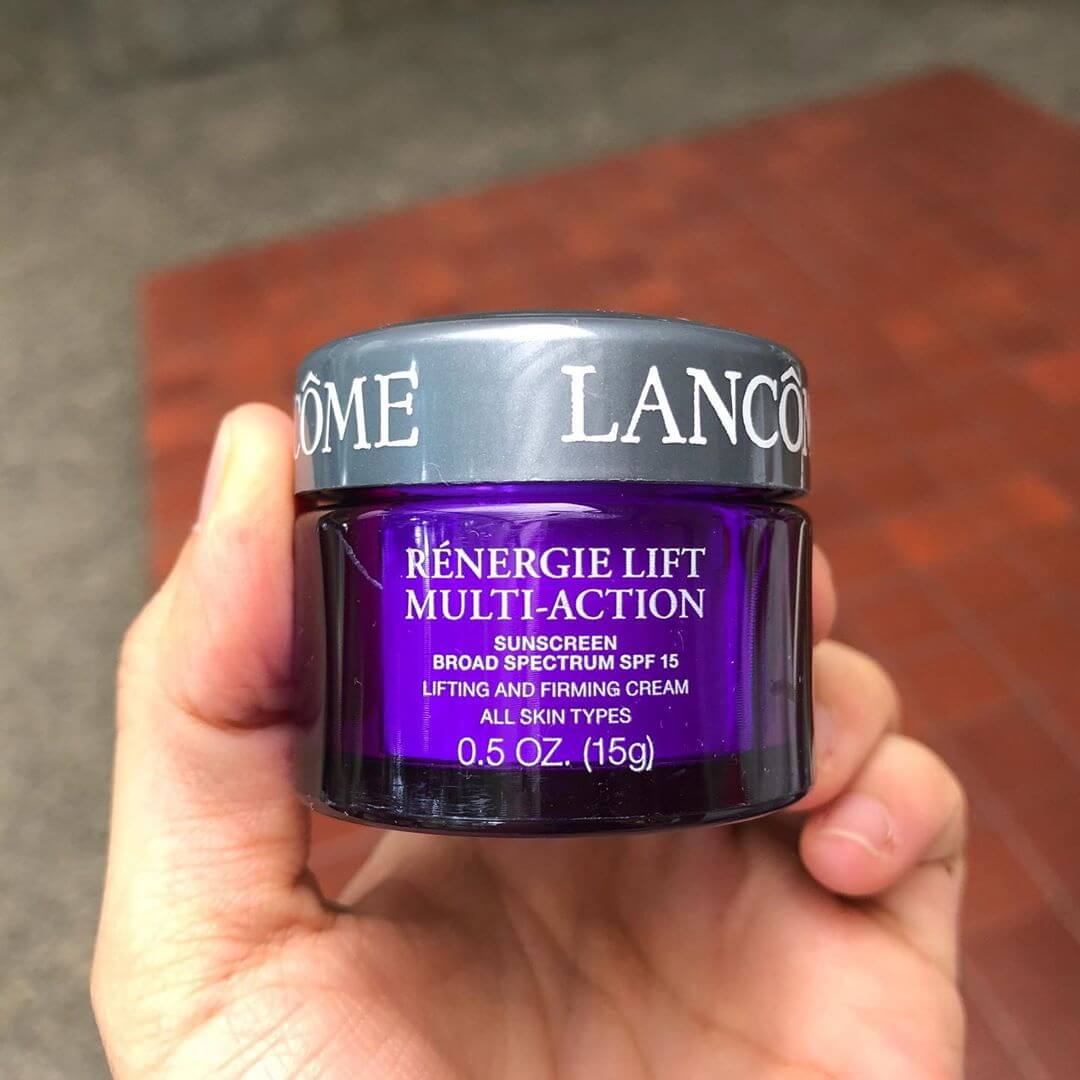 CÔME LANCÔM
RÉNERGIE LIFT
MULTI-ACTION
SUNSCREEN
BROAD SPECTRUM SPF 15
LIFTING AND FIRMING CREAM
ALL SKIN TYPES
0.5 OZ. (15g)